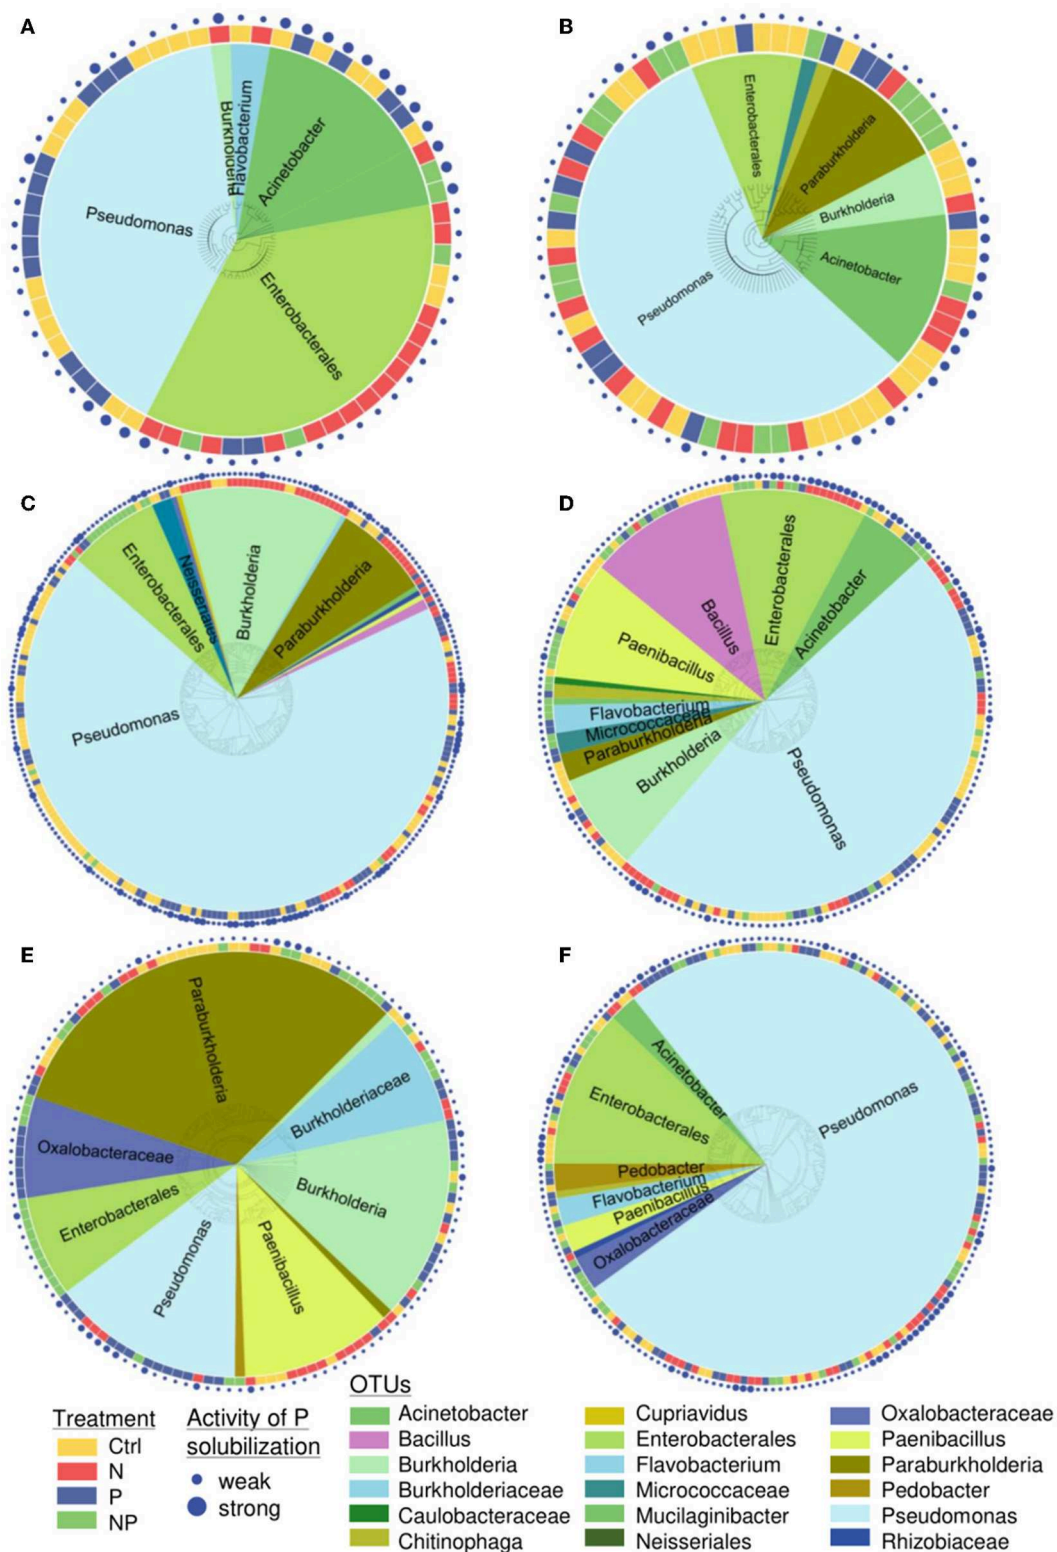 A
Burkholderia
Flavobacterium
Acinetobacter
Pseudomonas
Enterobacterales
B
Enterobacterales
Paraburkholderia
Burkholderia
Acinetobacter
Pseudomonas
C
Enterobacterales
Neisseriales
Burkholderia
Paraburkholderia
Pseudomonas
D
Bacillus
Enterobacterales
Acinetobacter
Paenibacillus
Flavobacterium
Micrococcaceae
Paraburkholderia
Burkholderia
Pseudomonas
E
Paraburkholderia
Burkholderiaceae
Oxalobacteraceae
Burkholderia
Enterobacterales
Pseudomonas
Paenibacillus
F
Acinetobacter
Pseudomonas
Enterobacterales
Pedobacter
Flavobacterium
Paenibacillus
Oxalobacteraceae
Treatment
Ctrl
N
P
NP
Activity of P
solubilization
weak
strong
OTUs
Acinetobacter
Bacillus
Burkholderia
Burkholderiaceae
Caulobacteraceae
Chitinophaga
Cupriavidus
Enterobacterales
Flavobacterium
Micrococcaceae
Mucilaginibacter
Neisseriales
Oxalobacteraceae
Paenibacillus
Paraburkholderia
Pedobacter
Pseudomonas
Rhizobiaceae